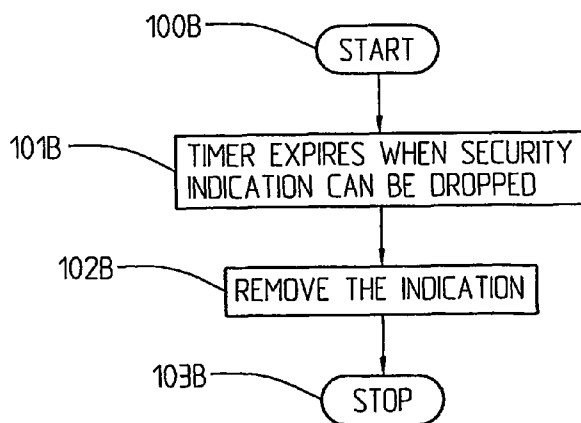 100B
START
101B
TIMER EXPIRES WHEN SECURITY
INDICATION CAN BE DROPPED
102B
REMOVE THE INDICATION
103B
STOP